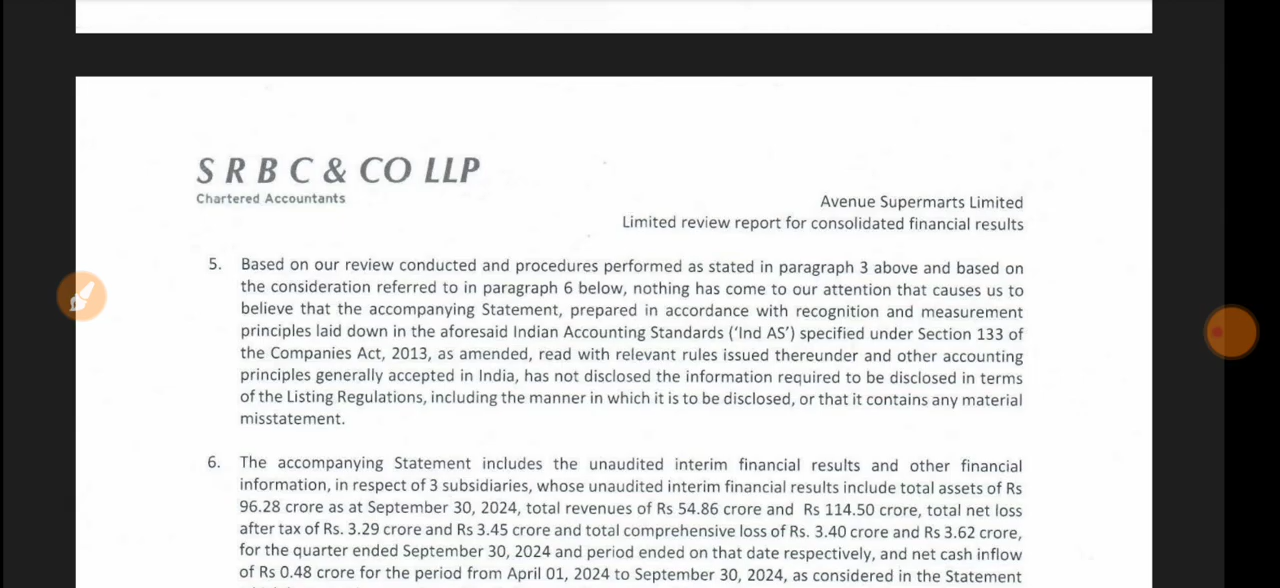 S R B C & CO LLP
Chartered Accountants
Avenue Supermarts Limited
Limited review report for consolidated financial results
5. Based on our review conducted and procedures performed as stated in paragraph 3 above and based on
the consideration referred to in paragraph 6 below, nothing has come to our attention that causes us to
believe that the accompanying Statement, prepared in accordance with recognition and measurement
principles laid down in the aforesaid Indian Accounting Standards (‘Ind AS’) specified under Section 133 of
the Companies Act, 2013, as amended, read with relevant rules issued thereunder and other accounting
principles generally accepted in India, has not disclosed the information required to be disclosed in terms
of the Listing Regulations, including the manner in which it is to be disclosed, or that it contains any material
misstatement.
6. The accompanying Statement includes the unaudited interim financial results and other financial
information, in respect of 3 subsidiaries, whose unaudited interim financial results include total assets of Rs
96.28 crore as at September 30, 2024, total revenues of Rs 54.86 crore and Rs 114.50 crore, total net loss
after tax of Rs. 3.29 crore and Rs 3.45 crore and total comprehensive loss of Rs. 3.40 crore and Rs 3.62 crore,
for the quarter ended September 30, 2024 and period ended on that date respectively, and net cash inflow
of Rs 0.48 crore for the period from April 01, 2024 to September 30, 2024, as considered in the Statement